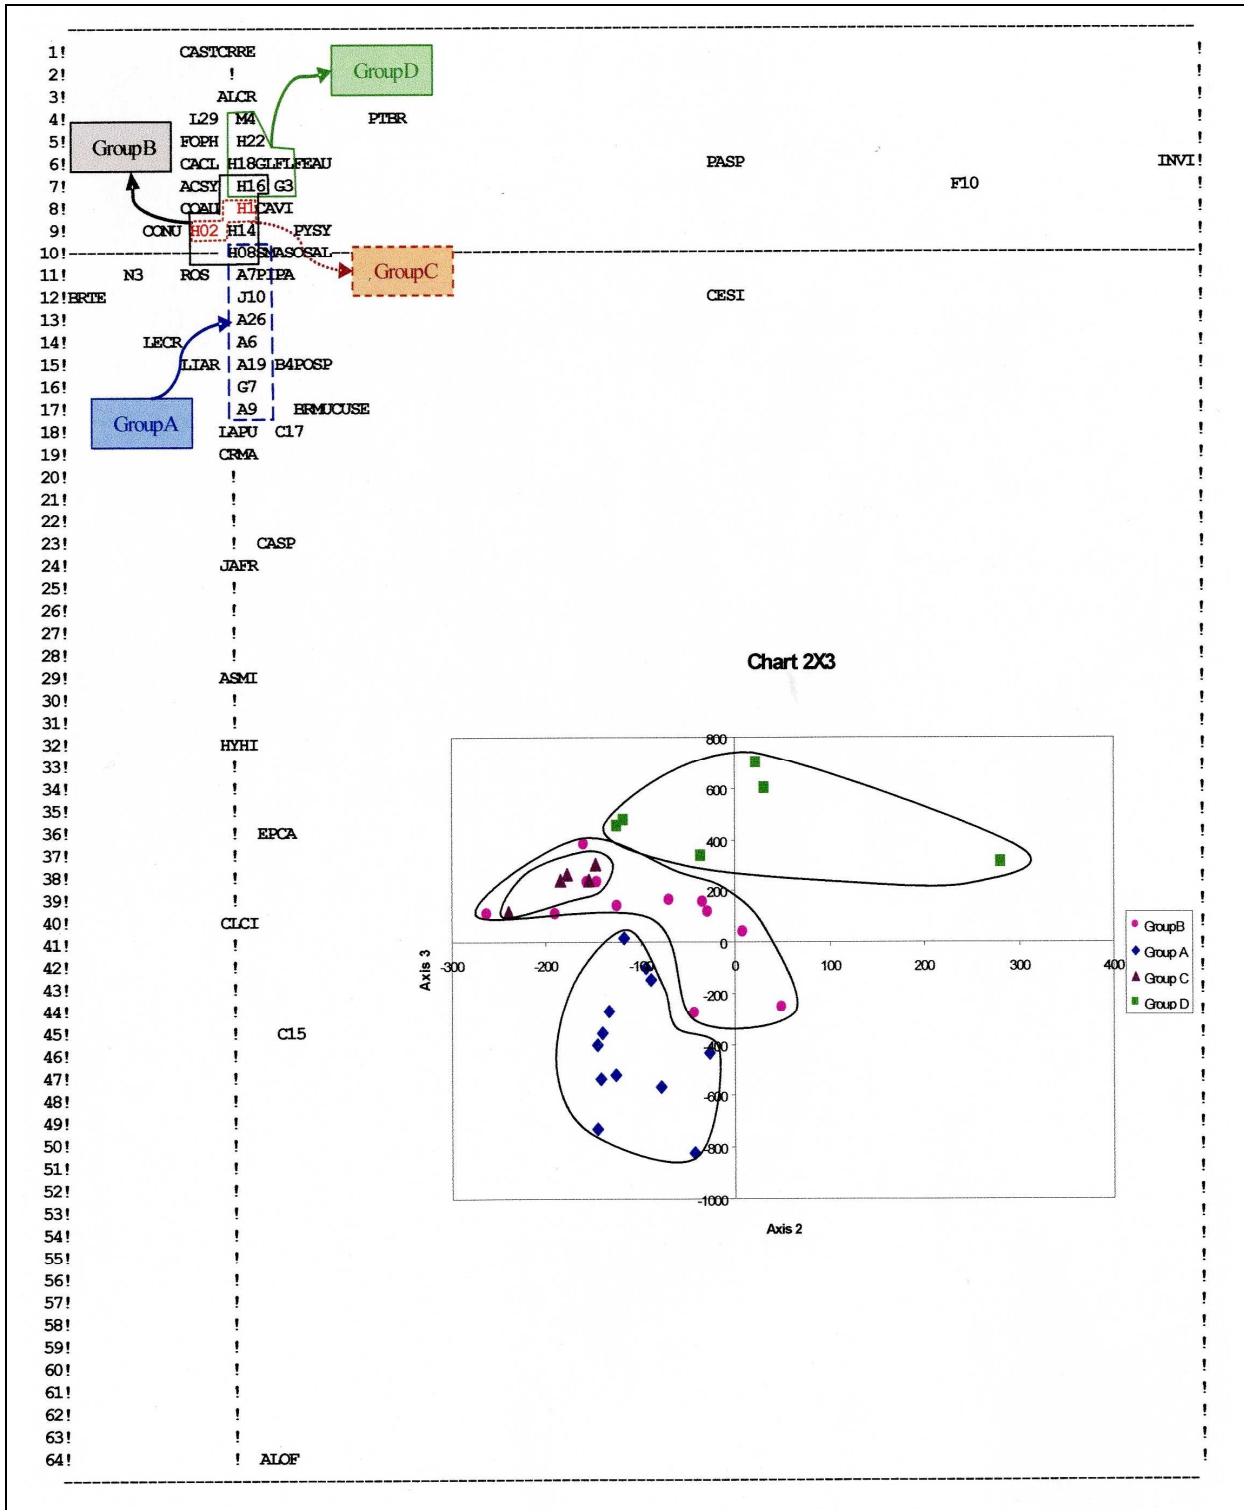 1! CASTCRRE !
2! ! !
GroupD
3! ALCR !
4! L29 M4 PTBR !
5! FOPH H22 !
GroupB
6! CACL H18GLFLFEAU PASP INVI!
7! ACSY H16 G3 F10 !
8! COAU H1CAVI !
9! CONU H02 H14 PYSY !
10! H08SMASOSAL !
GroupC
11! N3 ROS A7PIPA !
12!BRTE J10 CESI !
13! A26 !
14! LECR A6 !
15! LIAR A19 B4POSP !
16! G7 !
17! A9 BRMUCUSE !
GroupA
18! LAPU C17 !
19! CRMA !
20! ! !
21! ! !
22! ! !
23! ! CASP !
24! JAFR !
25! ! !
26! ! !
27! ! !
28! ! !
29! ASMI !
30! ! !
31! ! !
32! HYHI !
33! ! !
34! ! !
35! ! !
36! ! EPCA !
37! ! !
38! ! !
39! ! !
40! CLCI !
41! ! !
42! ! !
43! ! !
44! ! !
45! ! C15 !
46! ! !
47! ! !
48! ! !
49! ! !
50! ! !
51! ! !
52! ! !
53! ! !
54! ! !
55! ! !
56! ! !
57! ! !
58! ! !
59! ! !
60! ! !
61! ! !
62! ! !
63! ! !
64! ! ALOF !
Chart 2X3
800
600
400
200
0
-300 -200 -100 0 100 200 300 400
-200
-400
-600
-800
-1000
Axis 3
Axis 2
GroupB
Group A
Group C
Group D